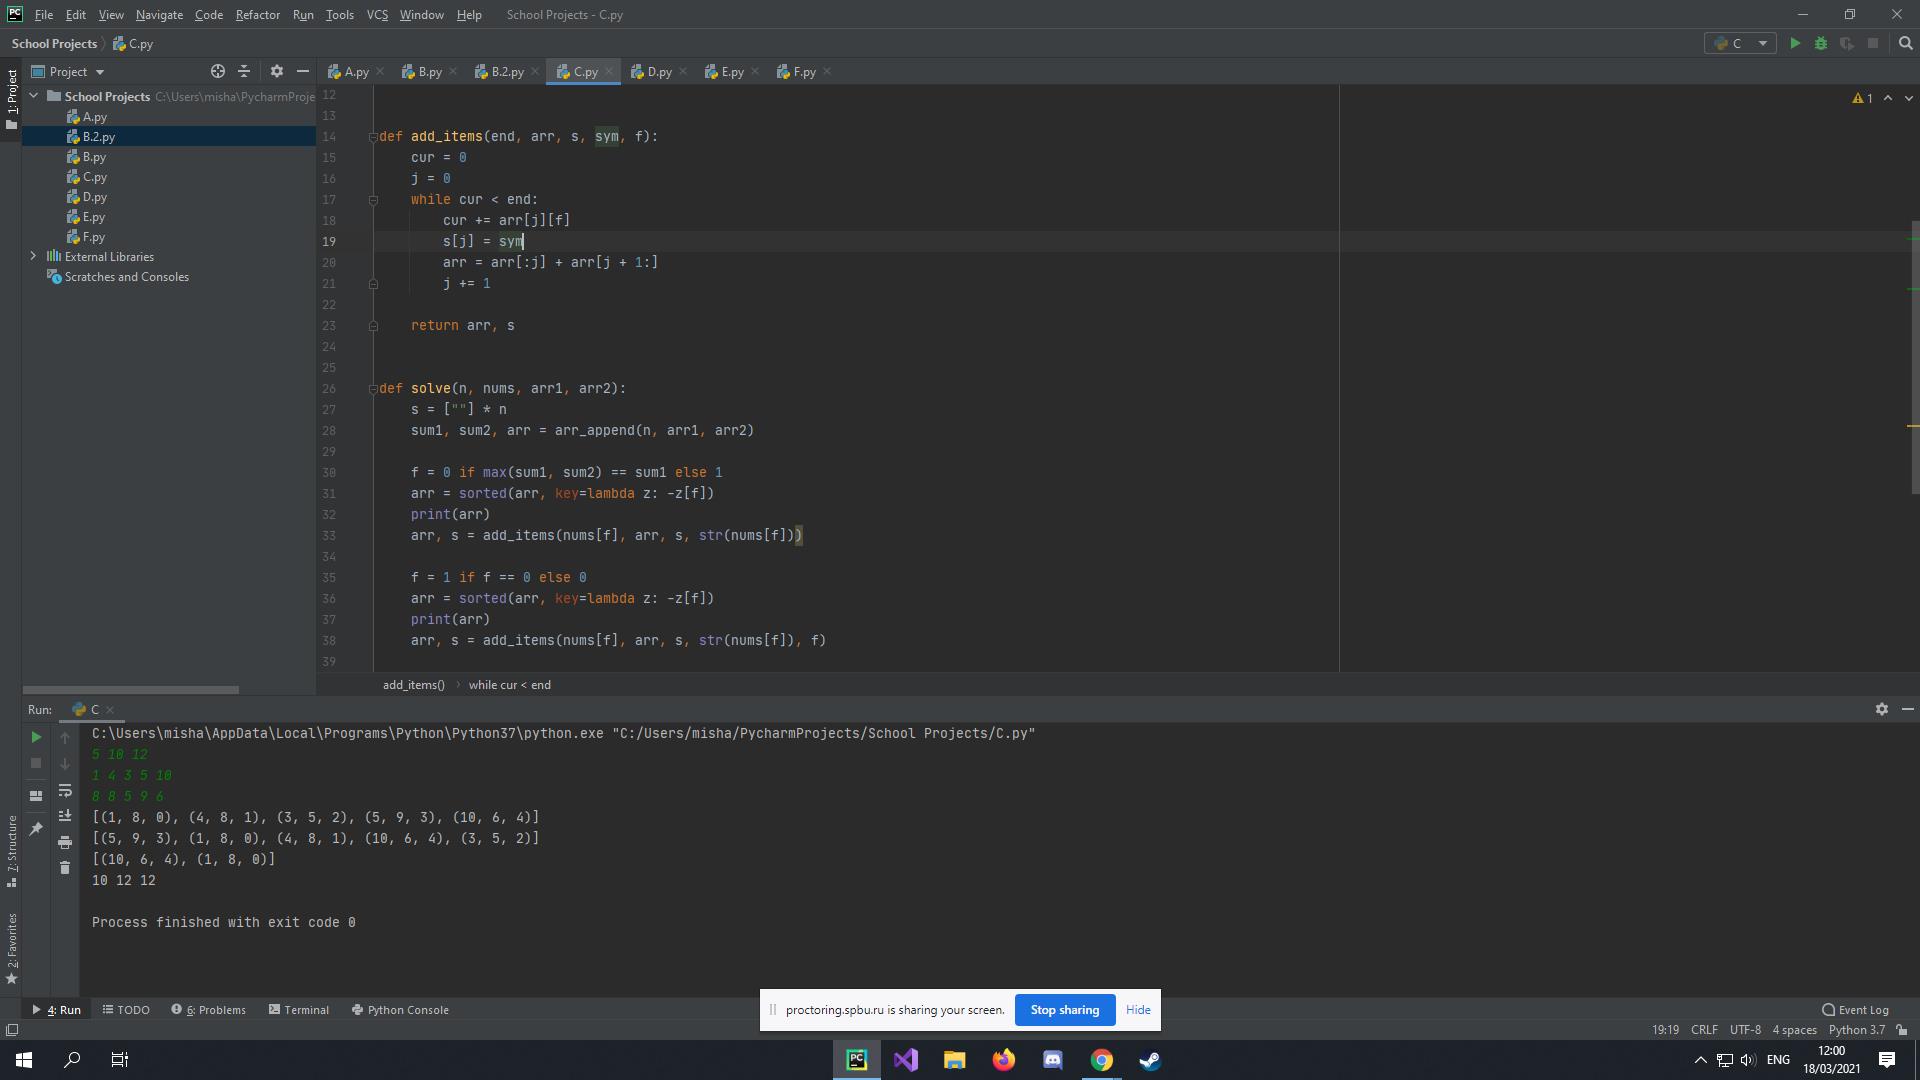 File Edit View Navigate Code Refactor Run Tools VCS Window Help School Projects - C.py
School Projects C.py C
Project A.py B.py B.2.py C.py D.py E.py F.py
1: Project
School Projects C:\Users\misha\PycharmProje
A.py
B.2.py
B.py
C.py
D.py
E.py
F.py
External Libraries
Scratches and Consoles
1
12
13
14 def add_items(end, arr, s, sym, f):
15     cur = 0
16     j = 0
17     while cur < end:
18         cur += arr[j][f]
19         s[j] = sym
20         arr = arr[:j] + arr[j + 1:]
21         j += 1
22
23     return arr, s
24
25
26 def solve(n, nums, arr1, arr2):
27     s = [""] * n
28     sum1, sum2, arr = arr_append(n, arr1, arr2)
29
30     f = 0 if max(sum1, sum2) == sum1 else 1
31     arr = sorted(arr, key=lambda z: -z[f])
32     print(arr)
33     arr, s = add_items(nums[f], arr, s, str(nums[f]))
34
35     f = 1 if f == 0 else 0
36     arr = sorted(arr, key=lambda z: -z[f])
37     print(arr)
38     arr, s = add_items(nums[f], arr, s, str(nums[f]), f)
39
add_items() while cur < end
Run: C
C:\Users\misha\AppData\Local\Programs\Python\Python37\python.exe "C:/Users/misha/PycharmProjects/School Projects/C.py"
5 10 12
1 4 3 5 10
8 8 5 9 6
[(1, 8, 0), (4, 8, 1), (3, 5, 2), (5, 9, 3), (10, 6, 4)]
[(5, 9, 3), (1, 8, 0), (4, 8, 1), (10, 6, 4), (3, 5, 2)]
[(10, 6, 4), (1, 8, 0)]
10 12 12
Process finished with exit code 0
7: Structure
2: Favorites
4: Run TODO 6: Problems Terminal Python Console Event Log
proctoring.spbu.ru is sharing your screen. Stop sharing Hide
19:19 CRLF UTF-8 4 spaces Python 3.7
ENG 12:00
18/03/2021